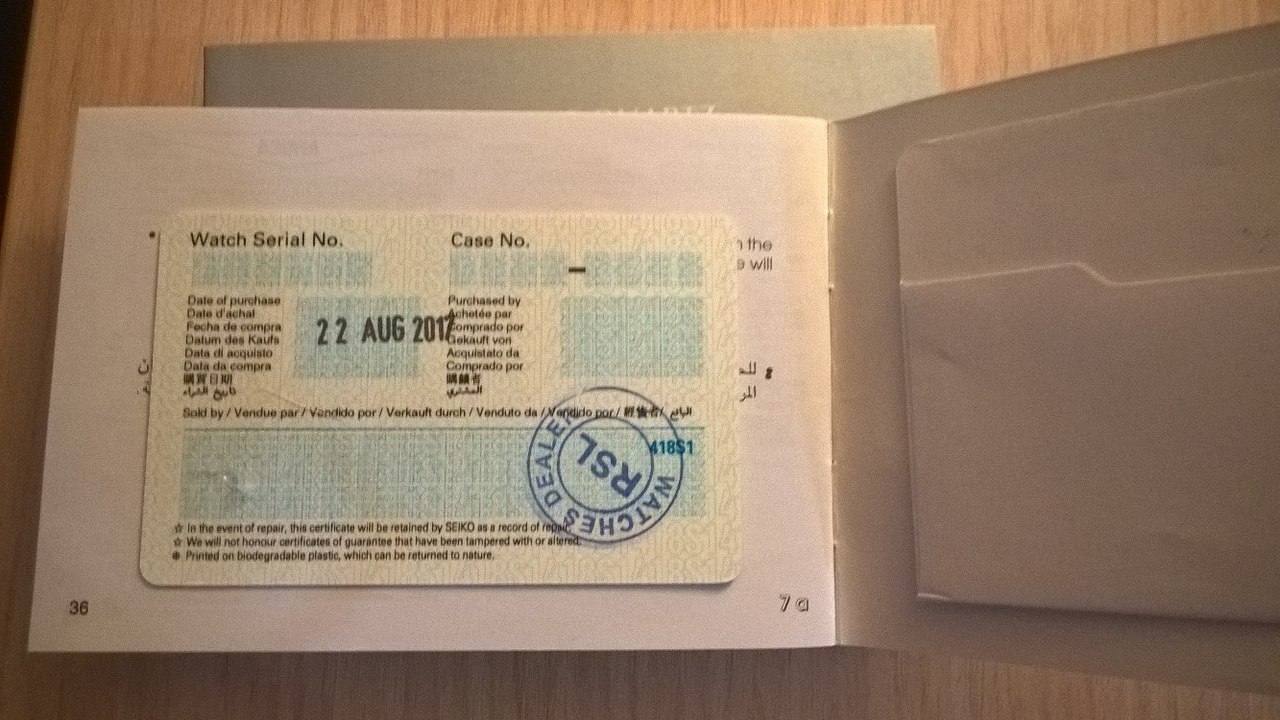 Watch Serial No.
Case No.
–
Date of purchase
Date d'achat
Fecha de compra
Datum des Kaufs
Data di acquisto
Data da compra
購買日期
تاريخ الشراء
22 AUG 2017
Purchased by
Achetée par
Comprado por
Gekauft von
Acquistato da
Comprado por
購錶者
المشتري
Sold by / Vendue par / Vendido por / Verkauft durch / Venduto da / Vendido por / 經售者 / البائع
418S1
WATCHES DEALER
RSL
☆ In the event of repair, this certificate will be retained by SEIKO as a record of repair.
☆ We will not honour certificates of guarantee that have been tampered with or altered.
❋ Printed on biodegradable plastic, which can be returned to nature.
the
will
36